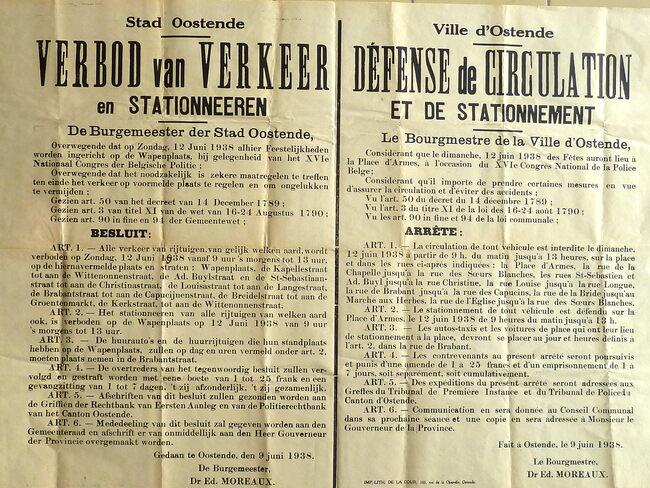 Stad Oostende
VERBOD van VERKEER
en STATIONNEEREN
De Burgemeester der Stad Oostende,
Overwegende dat op Zondag, 12 Juni 1938 alhier Feestelijkheden
worden ingericht op de Wapenplaats, bij gelegenheid van het XVIe
Nationaal Congres der Belgische Politie ;
Overwegende dat het noodzakelijk is zekere maatregelen te treffen
ten einde het verkeer op voormelde plaats te regelen en om ongelukken
te vermijden ;
Gezien art. 50 van het decreet van 14 December 1789 ;
Gezien art. 3 van titel XI van de wet van 16-24 Augustus 1790 ;
Gezien art. 90 in fine en 94 der Gemeentewet ;
BESLUIT:
ART. 1. — Alle verkeer van rijtuigen, van gelijk welken aard, wordt
verboden op Zondag, 12 Juni 1938 vanaf 9 uur 's morgens tot 13 uur,
op de hiernavermelde plaats en straten : Wapenplaats, de Kapellestraat
tot aan de Wittenonnenstraat, de Ad. Buylstraat en de St-Sebastiaan-
straat tot aan de Christinastraat, de Louisastraat tot aan de Langestraat,
de Brabantstraat tot aan de Capucijnenstraat, de Breidelstraat tot aan de
Groentenmarkt, de Kerkstraat, tot aan de Wittenonnenstraat.
ART. 2. — Het stationneeren van alle rijtuigen van welken aard
ook, is verboden op de Wapenplaats op 12 Juni 1938 van 9 uur
's morgens tot 13 uur.
ART. 3. — De huurauto's en de huurrijtuigen die hun standplaats
hebben op de Wapenplaats, zullen op dag en uren vermeld onder art. 2,
moeten plaats nemen in de Brabantstraat.
ART. 4. — De overtreders van het tegenwoordig besluit zullen ver-
volgd en gestraft worden met eene boete van 1 tot 25 frank en een
gevangzitting van 1 tot 7 dagen, 't zij afzonderlijk, 't zij gezamenlijk.
ART. 5. — Afschriften van dit besluit zullen gezonden worden aan
de Griffien der Rechtbank van Eersten Aanleg en van de Politierechtbank
van het Canton Oostende.
ART. 6. — Mededeeling van dit besluit zal gegeven worden aan den
Gemeenteraad en afschrift er van onmiddellijk aan den Heer Gouverneur
der Provincie overgemaakt worden.
Gedaan te Oostende, den 9 juni 1938.
De Burgemeester,
Dr Ed. MOREAUX.
Ville d'Ostende
DÉFENSE de CIRCULATION
ET DE STATIONNEMENT
Le Bourgmestre de la Ville d'Ostende,
Considérant que le dimanche, 12 juin 1938 des Fêtes auront lieu à
la Place d'Armes, à l'occasion du XVIe Congrès National de la Police
Belge ;
Considérant qu'il importe de prendre certaines mesures en vue
d'assurer la circulation et d'éviter des accidents ;
Vu l'art. 50 du décret du 14 décembre 1789 ;
Vu l'art. 3 du titre XI de la loi des 16-24 août 1790 ;
Vu les art. 90 in fine et 94 de la loi communale ;
ARRÊTE :
ART. 1. — La circulation de tout véhicule est interdite le dimanche,
12 juin 1938 à partir de 9 h. du matin jusqu'à 13 heures, sur la place
et dans les rues ci-après indiquées : la Place d'Armes, la rue de la
Chapelle jusqu'à la rue des Sœurs Blanches, les rues St-Sébastien et
Ad. Buyl jusqu'à la rue Christine, la rue Louise jusqu'à la rue Longue,
la rue de Brabant jusqu'à la rue des Capucins, la rue de la Bride jusqu'au
Marché aux Herbes, la rue de l'Eglise jusqu'à la rue des Sœurs Blanches.
ART. 2. — Le stationnement de tout véhicule est défendu sur la
Place d'Armes, le 12 juin 1938 de 9 heures du matin jusqu'à 13 h.
ART. 3. — Les autos-taxis et les voitures de place qui ont leur lieu
de stationnement à la place, devront se placer au jour et heures définis à
l'art. 2, dans la rue de Brabant.
ART. 4. — Les contrevenants au présent arrêté seront poursuivis
et punis d'une amende de 1 à 25 francs et d'un emprisonnement de 1 à
7 jours, soit séparément, soit cumulativement.
ART. 5. — Des expéditions du présent arrêté seront adressées aux
Greffes du Tribunal de Première Instance et du Tribunal de Police du
Canton d'Ostende.
ART. 6. — Communication en sera donnée au Conseil Communal
dans sa prochaine séance et une copie en sera adressée à Monsieur le
Gouverneur de la Province.
Fait à Ostende, le 9 juin 1938.
Le Bourgmestre,
Dr Ed. MOREAUX.
IMP. LITH. DE LA COUR, rue de la Chapelle, Ostende.